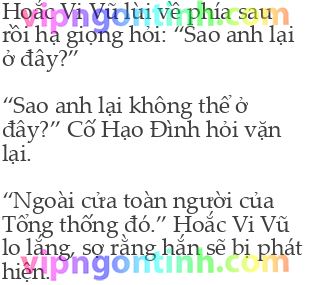 vipngontinh.com
Hoắc Vi Vũ lùi về phía sau
rồi hạ giọng hỏi: “Sao anh lại
ở đây?”
“Sao anh lại không thể ở
đây?” Cố Hạo Đình hỏi vặn
lại.
“Ngoài cửa toàn người của
Tổng thống đó.” Hoắc Vi Vũ
lo lắng, sợ rằng hắn sẽ bị phát
hiện.
vipngontinh.com